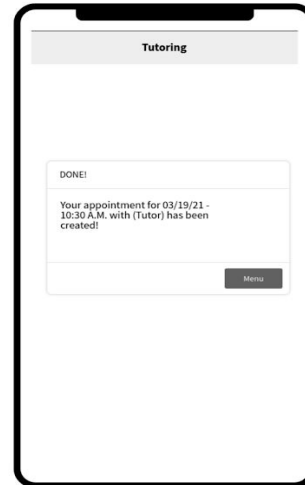 Tutoring
DONE!
Your appointment for 03/19/21 -
10:30 A.M. with (Tutor) has been
created!
Menu